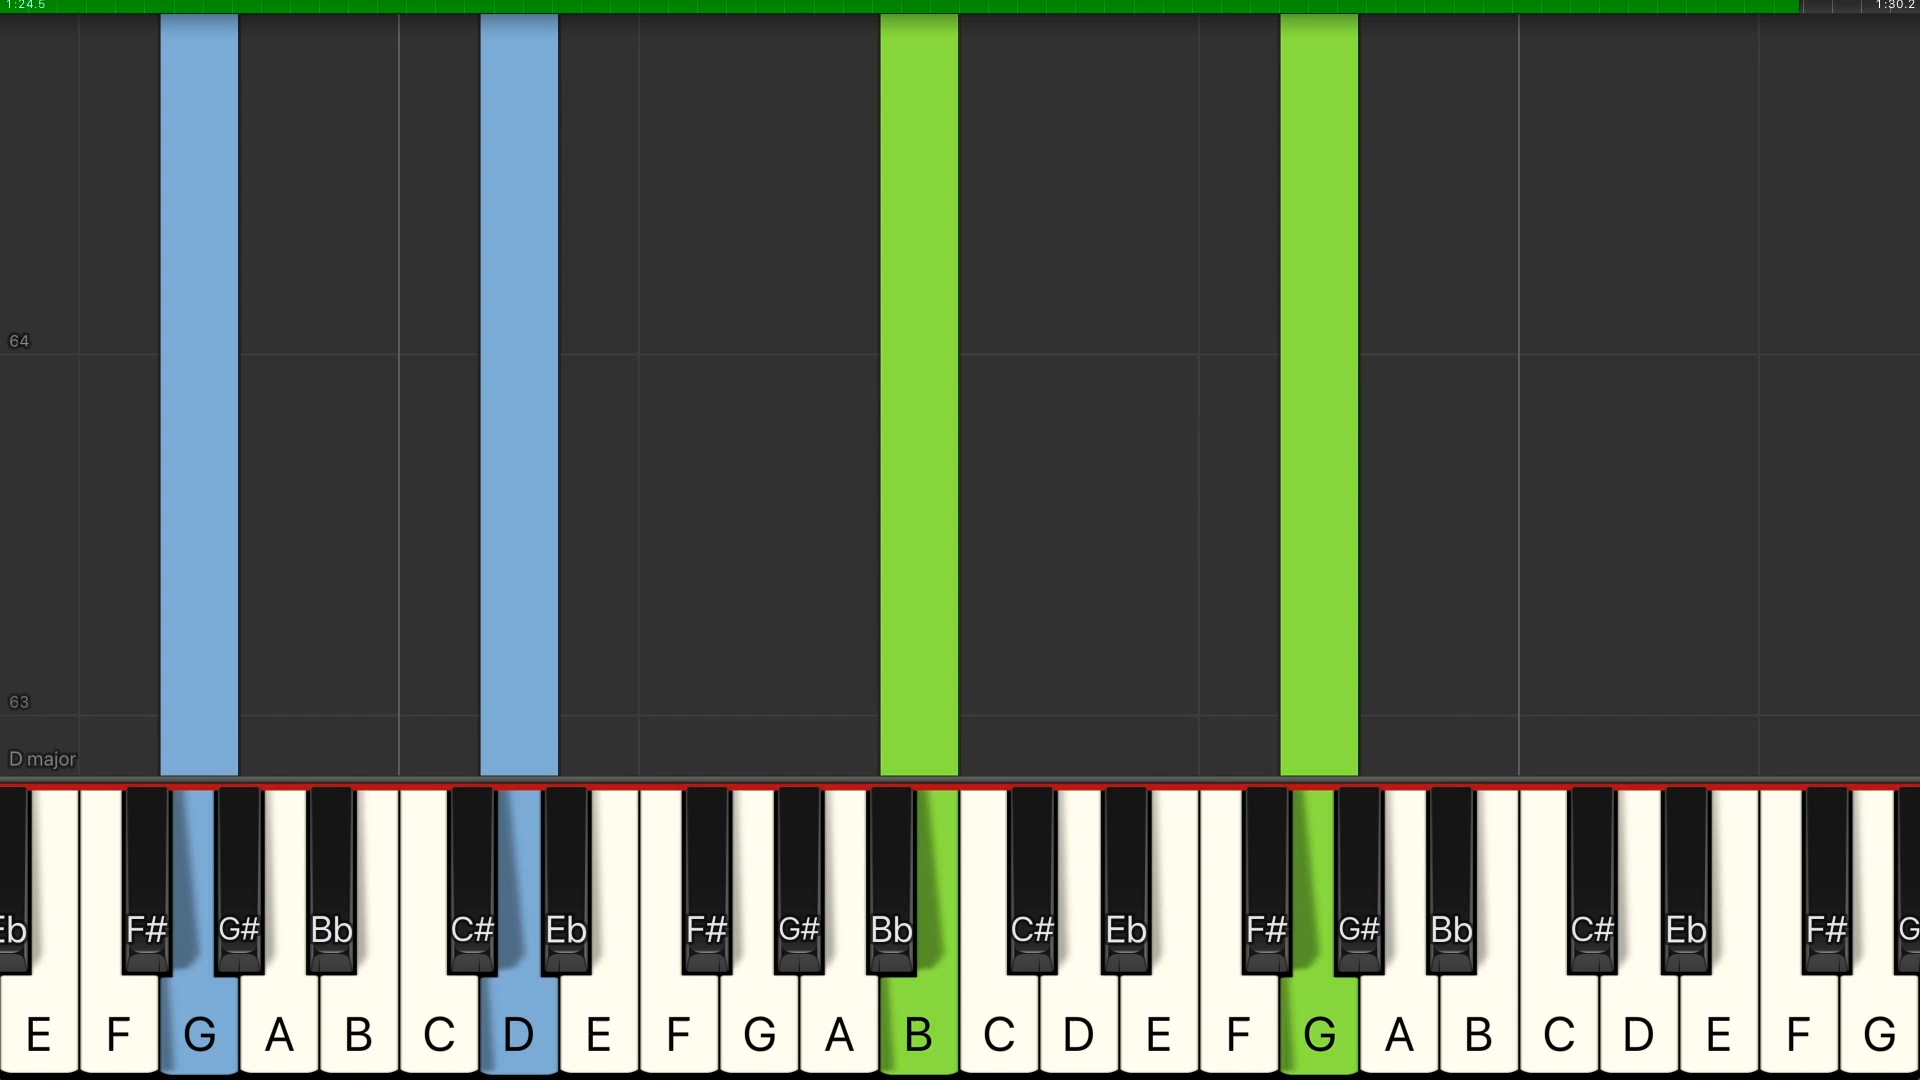 1:24.5 1:30.2
64
63
D major
Eb F# G# Bb C# Eb F# G# Bb C# Eb F# G# Bb C# Eb F# G
E F G A B C D E F G A B C D E F G A B C D E F G